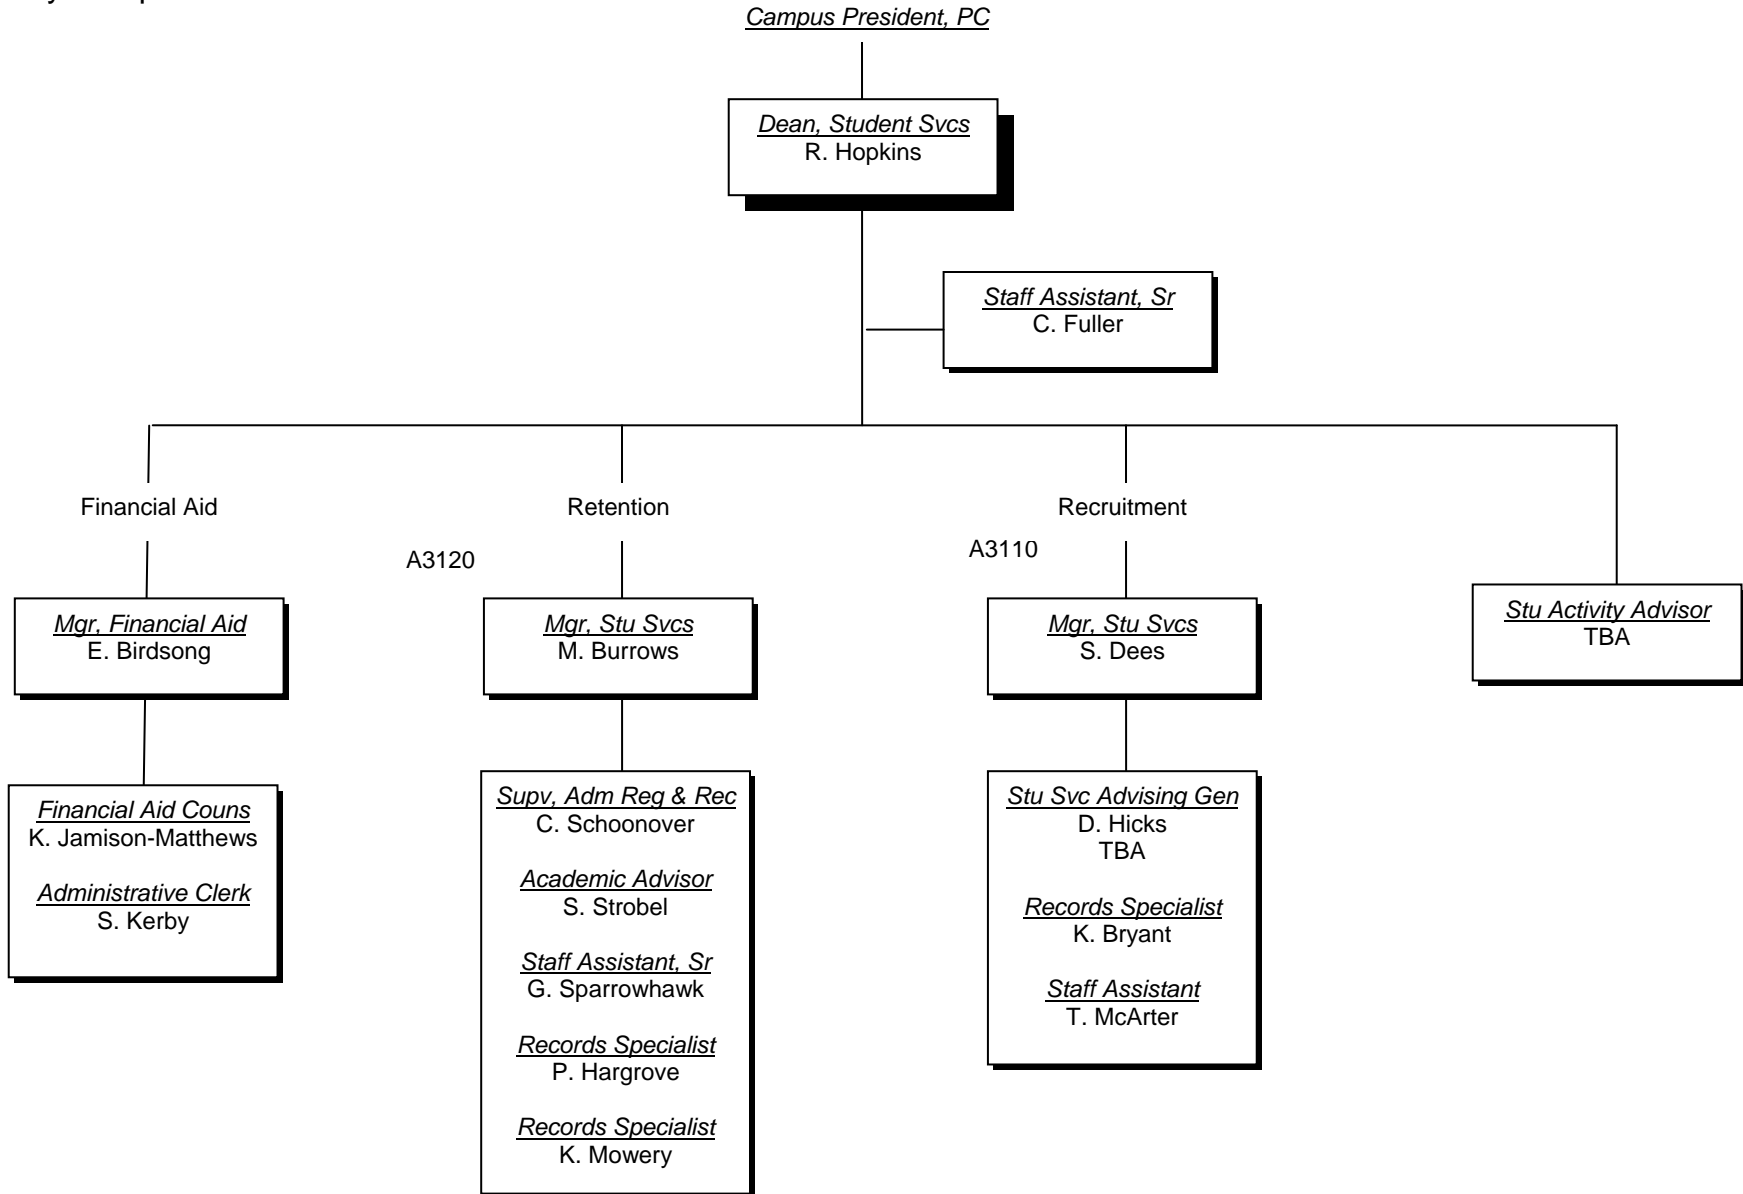 Campus President, PC
Dean, Student Svcs
R. Hopkins
Staff Assistant, Sr
C. Fuller
Financial Aid
Retention
Recruitment
A3120
A3110
Mgr, Financial Aid
E. Birdsong
Mgr, Stu Svcs
M. Burrows
Mgr, Stu Svcs
S. Dees
Stu Activity Advisor
TBA
Financial Aid Couns
K. Jamison-Matthews
Administrative Clerk
S. Kerby
Supv, Adm Reg & Rec
C. Schoonover
Academic Advisor
S. Strobel
Staff Assistant, Sr
G. Sparrowhawk
Records Specialist
P. Hargrove
Records Specialist
K. Mowery
Stu Svc Advising Gen
D. Hicks
TBA
Records Specialist
K. Bryant
Staff Assistant
T. McArter